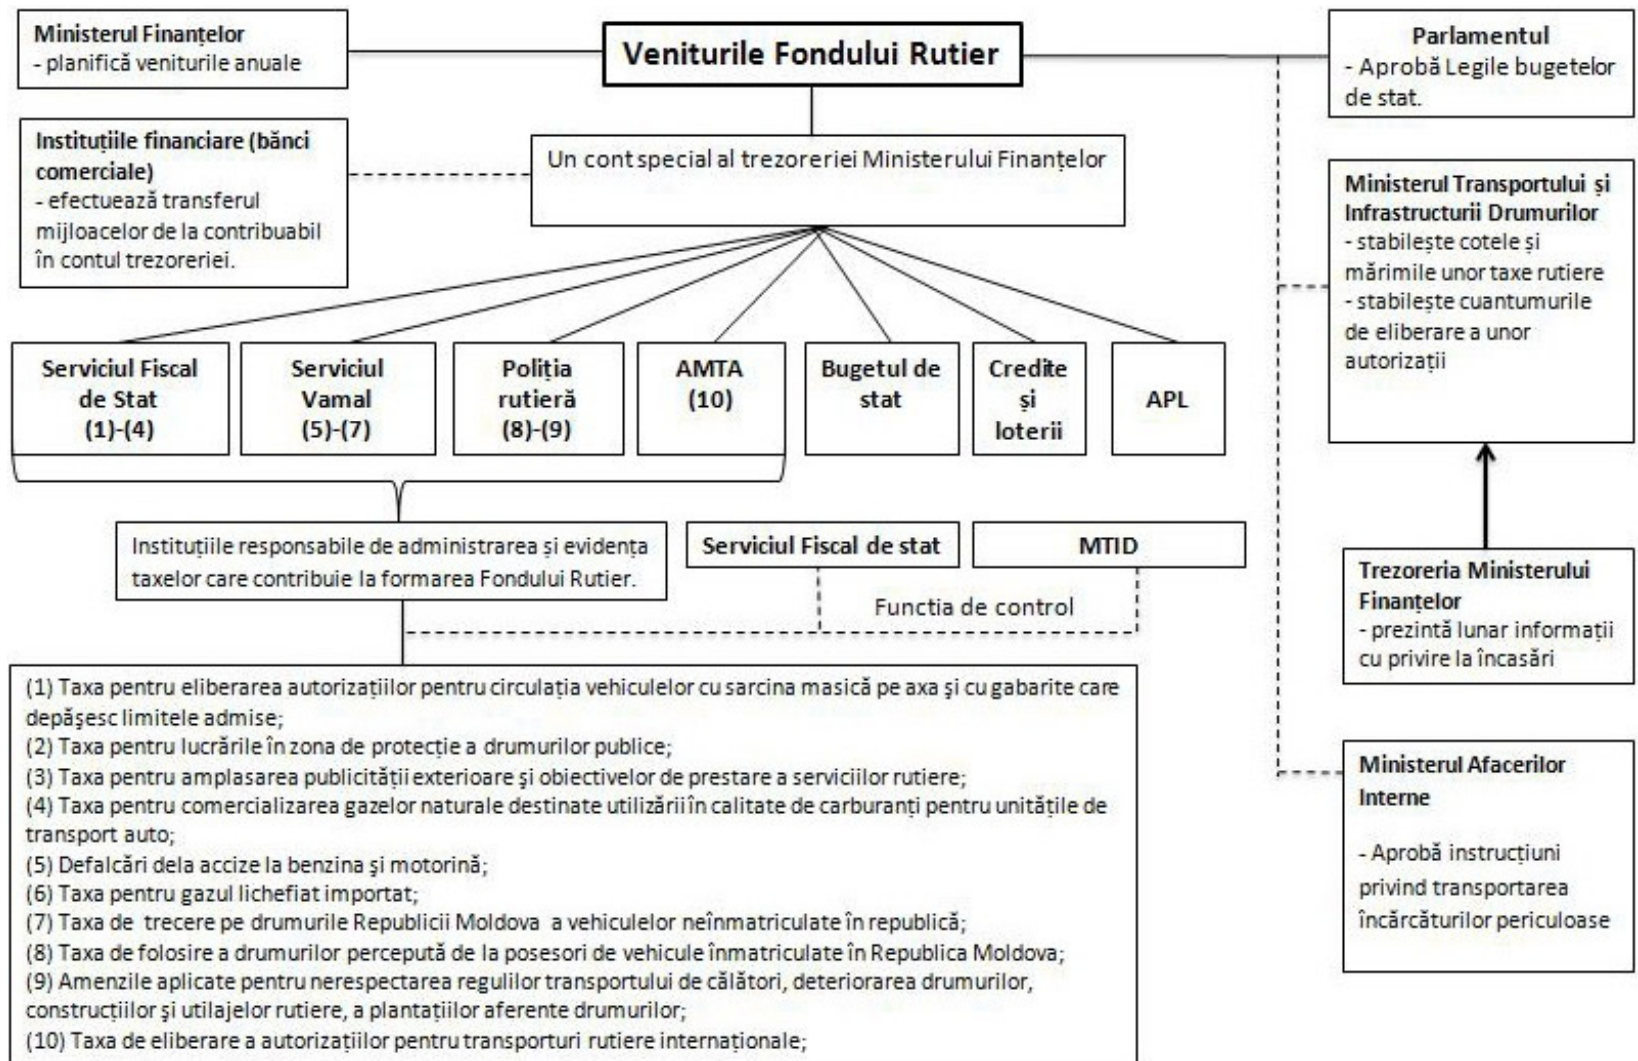 Ministerul Finanțelor
- planifică veniturile anuale
Veniturile Fondului Rutier
Parlamentul
- Aprobă Legile bugetelor
de stat.
Instituțiile financiare (bănci
comerciale)
- efectuează transferul
mijloacelor de la contribuabil
în contul trezoreriei.
Un cont special al trezoreriei Ministerului Finanțelor
Ministerul Transportului și
Infrastructurii Drumurilor
- stabilește cotele și
mărimile unor taxe rutiere
- stabilește cuantumurile
de eliberare a unor
autorizații
Serviciul Fiscal
de Stat
(1)-(4)
Serviciul
Vamal
(5)-(7)
Poliția
rutieră
(8)-(9)
AMTA
(10)
Bugetul de
stat
Credite
și
loterii
APL
Instituțiile responsabile de administrarea și evidența
taxelor care contribuie la formarea Fondului Rutier.
Serviciul Fiscal de stat
MTID
Functia de control
Trezoreria Ministerului
Finanțelor
- prezintă lunar informații
cu privire la încasări
(1) Taxa pentru eliberarea autorizațiilor pentru circulația vehiculelor cu sarcina masică pe axa şi cu gabarite care
depăşesc limitele admise;
(2) Taxa pentru lucrările în zona de protecție a drumurilor publice;
(3) Taxa pentru amplasarea publicității exterioare şi obiectivelor de prestare a serviciilor rutiere;
(4) Taxa pentru comercializarea gazelor naturale destinate utilizării în calitate de carburanți pentru unitățile de
transport auto;
(5) Defalcări dela accize la benzina şi motorină;
(6) Taxa pentru gazul lichefiat importat;
(7) Taxa de trecere pe drumurile Republicii Moldova a vehiculelor neînmatriculate în republică;
(8) Taxa de folosire a drumurilor percepută de la posesori de vehicule înmatriculate în Republica Moldova;
(9) Amenzile aplicate pentru nerespectarea regulilor transportului de călători, deteriorarea drumurilor,
construcțiilor şi utilajelor rutiere, a plantațiilor aferente drumurilor;
(10) Taxa de eliberare a autorizațiilor pentru transporturi rutiere internaționale;
Ministerul Afacerilor
Interne
- Aprobă instrucțiuni
privind transportarea
încărcăturilor periculoase